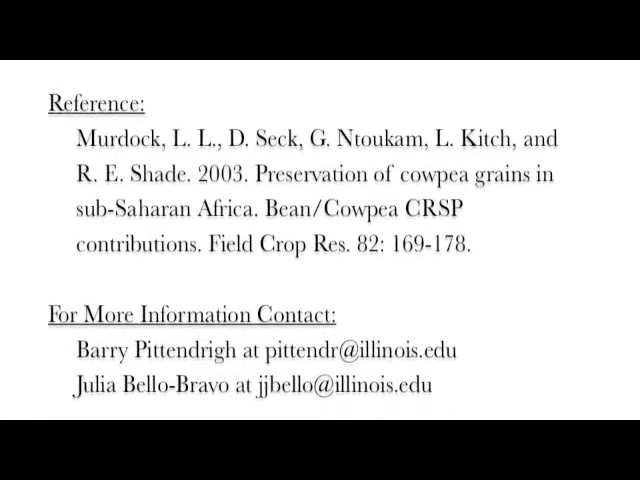 Reference:
Murdock, L. L., D. Seck, G. Ntoukam, L. Kitch, and
R. E. Shade. 2003. Preservation of cowpea grains in
sub-Saharan Africa. Bean/Cowpea CRSP
contributions. Field Crop Res. 82: 169-178.
For More Information Contact:
Barry Pittendrigh at pittendr@illinois.edu
Julia Bello-Bravo at jjbello@illinois.edu